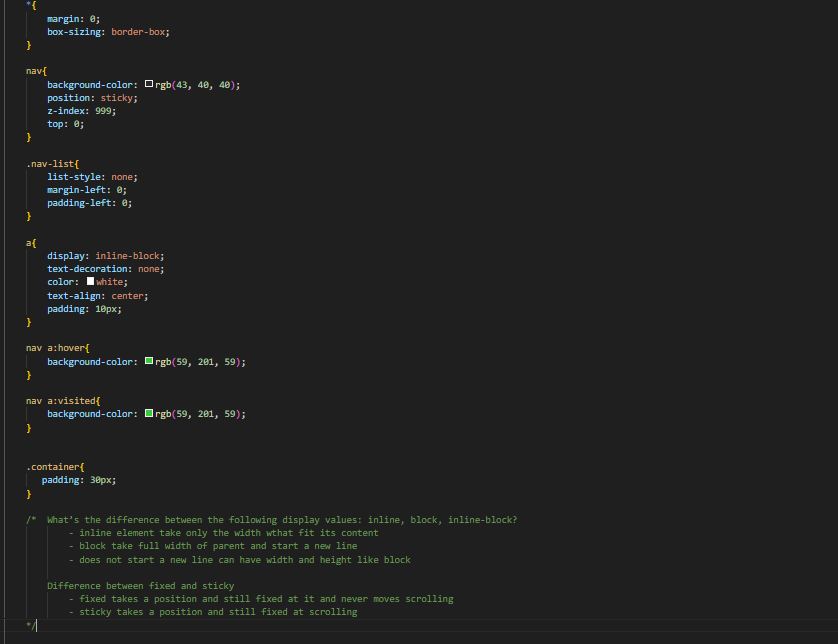 *{
margin: 0;
box-sizing: border-box;
}
nav{
background-color: rgb(43, 40, 40);
position: sticky;
z-index: 999;
top: 0;
}
.nav-list{
list-style: none;
margin-left: 0;
padding-left: 0;
}
a{
display: inline-block;
text-decoration: none;
color: white;
text-align: center;
padding: 10px;
}
nav a:hover{
background-color: rgb(59, 201, 59);
}
nav a:visited{
background-color: rgb(59, 201, 59);
}
.container{
padding: 30px;
}
/* What's the difference between the following display values: inline, block, inline-block?
- inline element take only the width wthat fit its content
- block take full width of parent and start a new line
- does not start a new line can have width and height like block
Difference between fixed and sticky
- fixed takes a position and still fixed at it and never moves scrolling
- sticky takes a position and still fixed at scrolling
*/